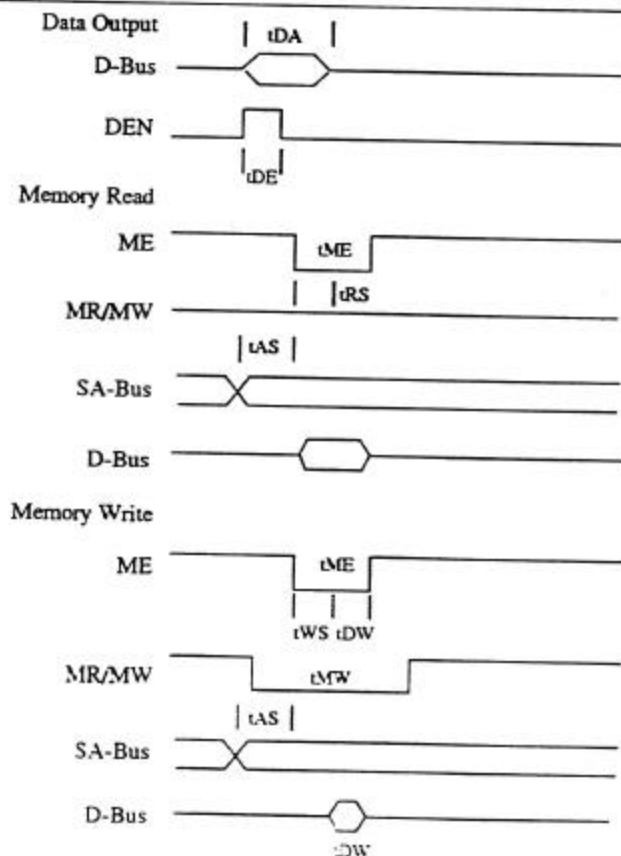 Data Output
tDA
D-Bus
DEN
tDE
Memory Read
ME
tME
tRS
MR/MW
tAS
SA-Bus
D-Bus
Memory Write
ME
tME
tWS tDW
MR/MW
tMW
tAS
SA-Bus
D-Bus
tDW